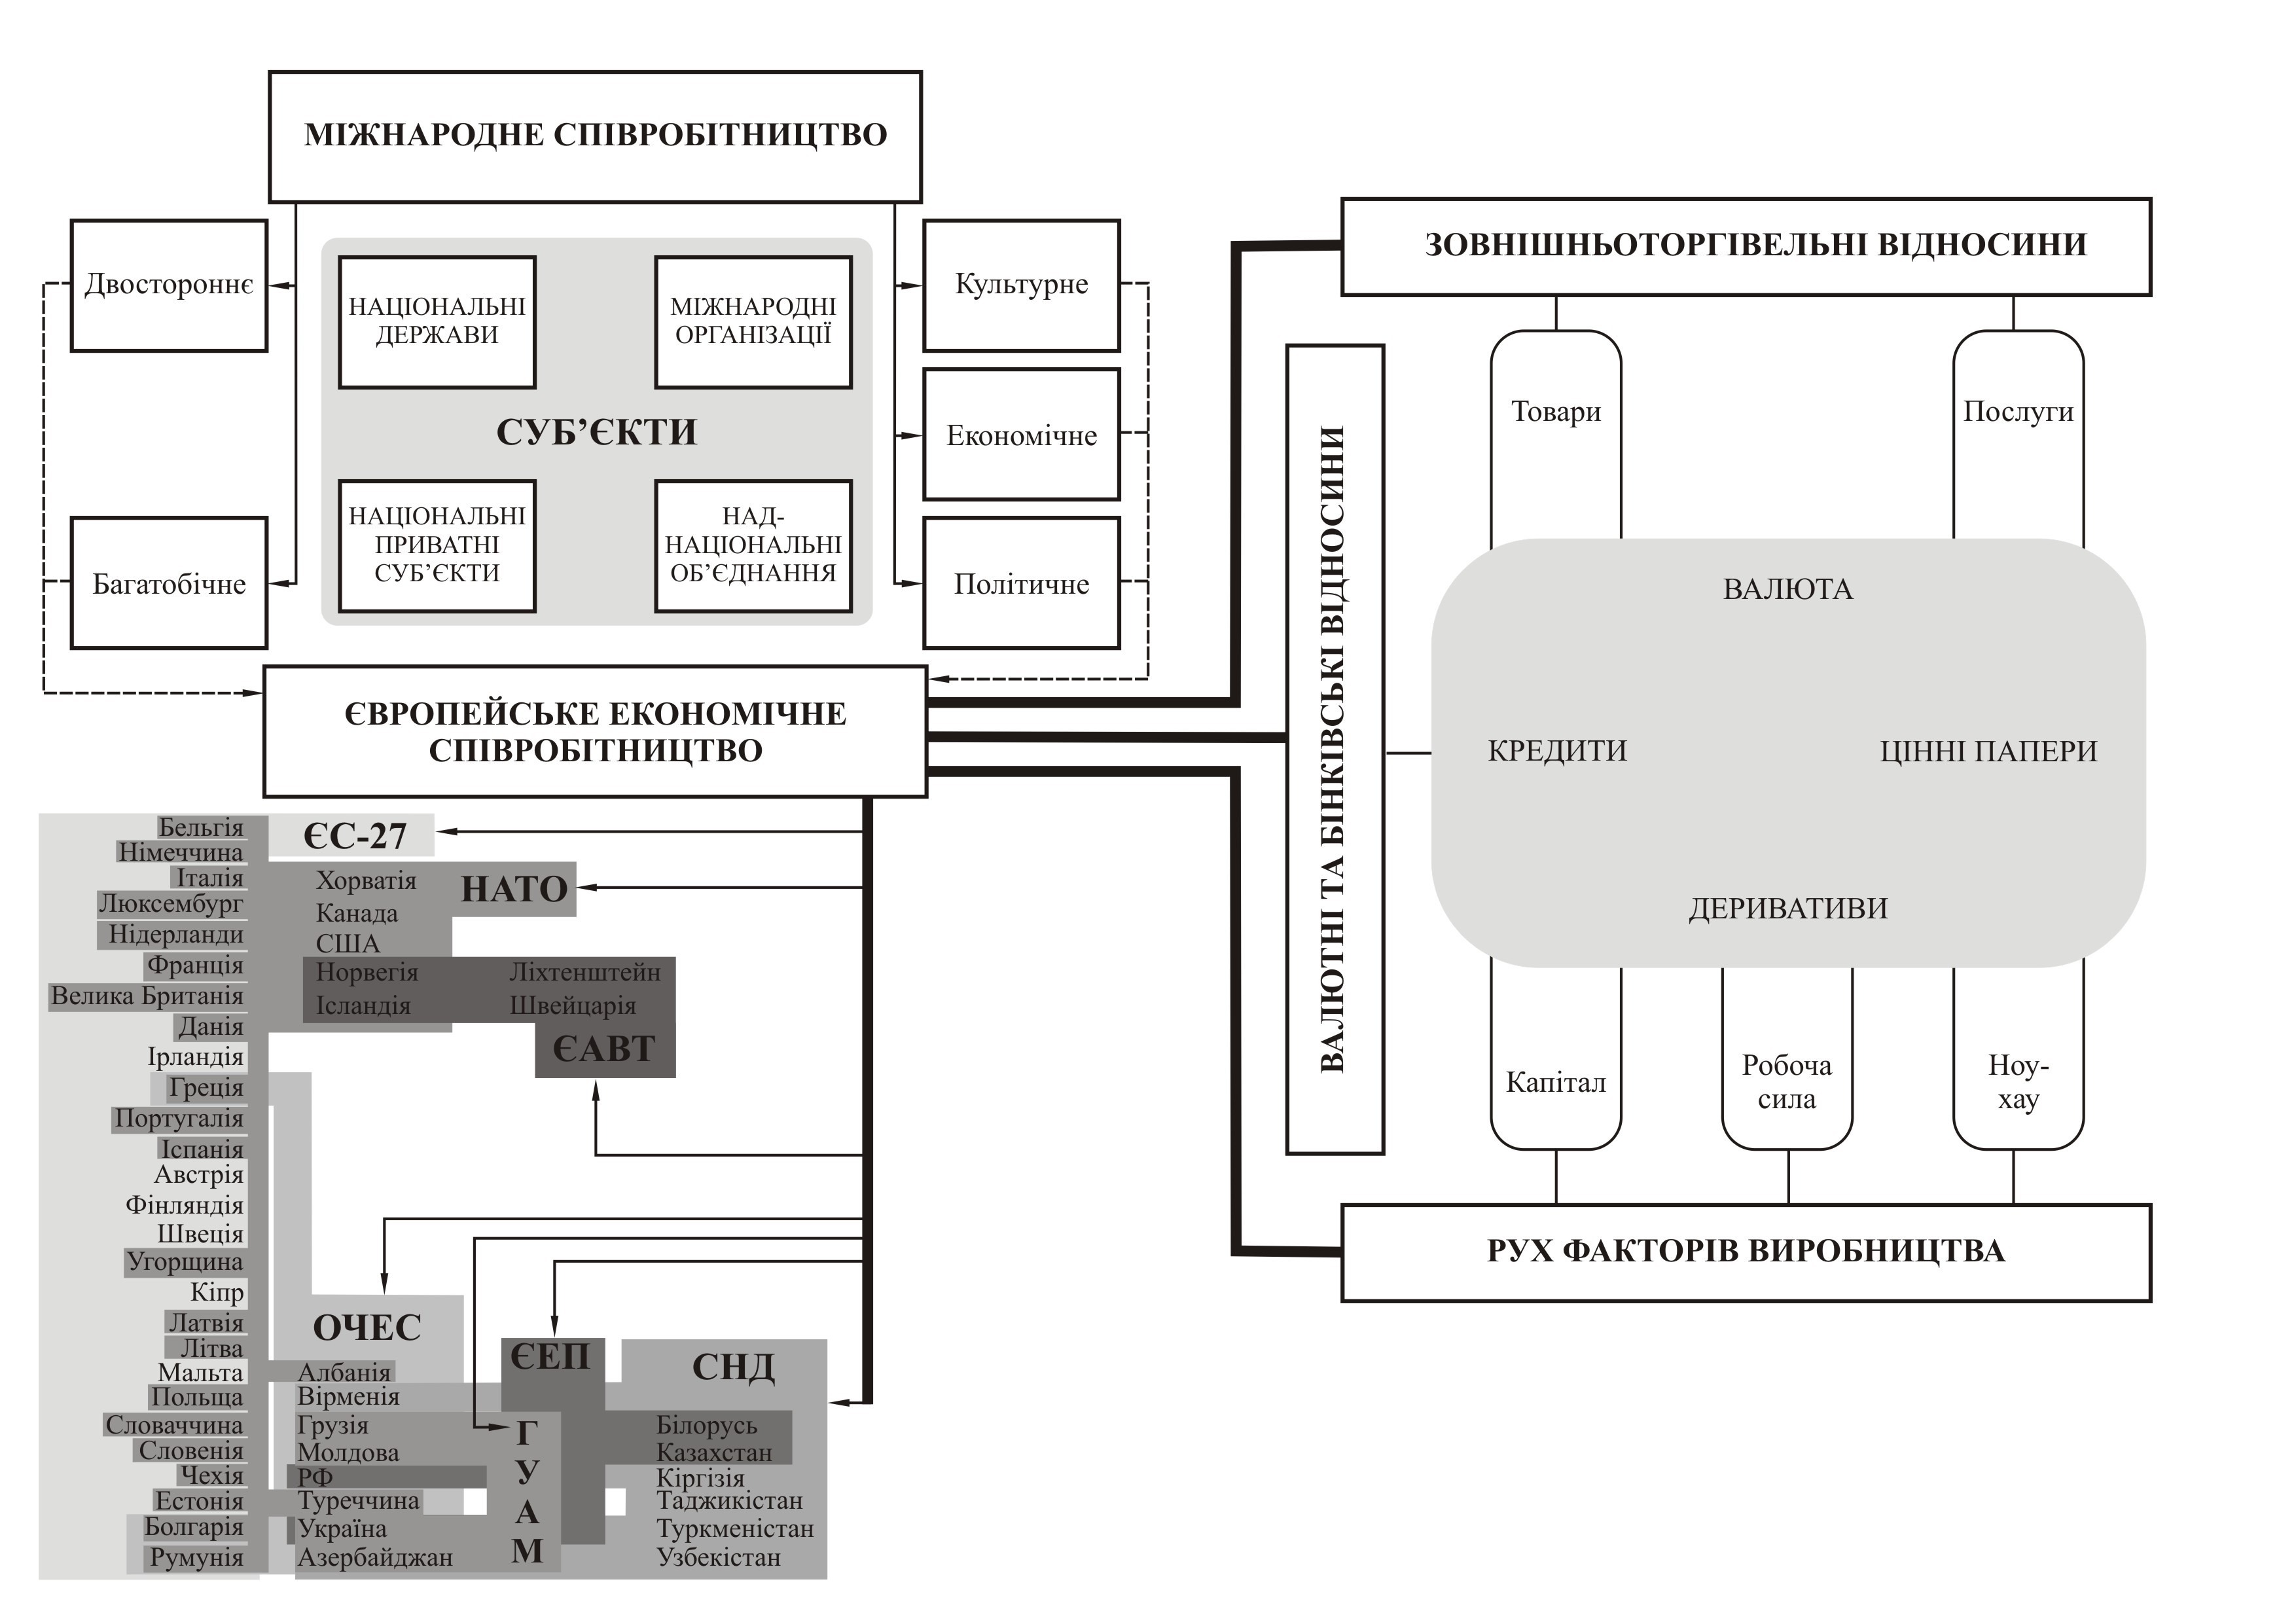 МІЖНАРОДНЕ СПІВРОБІТНИЦТВО
Двостороннє
Багатобічне
НАЦІОНАЛЬНІ
ДЕРЖАВИ
МІЖНАРОДНІ
ОРГАНІЗАЦІЇ
СУБ’ЄКТИ
НАЦІОНАЛЬНІ
ПРИВАТНІ
СУБ’ЄКТИ
НАД-
НАЦІОНАЛЬНІ
ОБ’ЄДНАННЯ
Культурне
Економічне
Політичне
ЄВРОПЕЙСЬКЕ ЕКОНОМІЧНЕ
СПІВРОБІТНИЦТВО
Бельгія
Німеччина
Італія
Люксембург
Нідерланди
Франція
Велика Британія
Данія
Ірландія
Греція
Португалія
Іспанія
Австрія
Фінляндія
Швеція
Угорщина
Кіпр
Латвія
Літва
Мальта
Польща
Словаччина
Словенія
Чехія
Естонія
Болгарія
Румунія
ЄС-27
НАТО
Хорватія
Канада
США
Норвегія
Ісландія
Ліхтенштейн
Швейцарія
ЄАВТ
ОЧЕС
Албанія
Вірменія
Грузія
Молдова
РФ
Туреччина
Україна
Азербайджан
ЄЕП
Г
У
А
М
СНД
Білорусь
Казахстан
Кіргізія
Таджикістан
Туркменістан
Узбекістан
ЗОВНІШНЬОТОРГІВЕЛЬНІ ВІДНОСИНИ
Товари
Послуги
ВАЛЮТНІ ТА БІНКІВСЬКІ ВІДНОСИНИ
ВАЛЮТА
КРЕДИТИ
ЦІННІ ПАПЕРИ
ДЕРИВАТИВИ
Капітал
Робоча
сила
Ноу-
хау
РУХ ФАКТОРІВ ВИРОБНИЦТВА